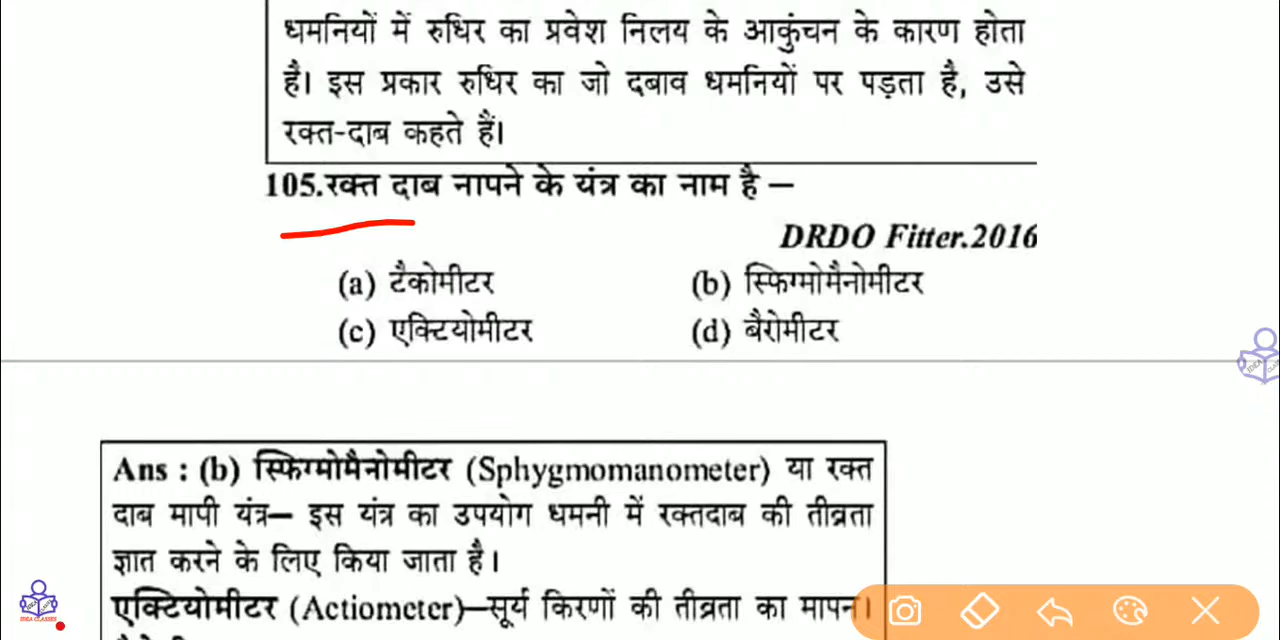 धमनियों में रुधिर का प्रवेश निलय के आकुंचन के कारण होता
है। इस प्रकार रुधिर का जो दबाव धमनियों पर पड़ता है, उसे
रक्त-दाब कहते हैं।
105.रक्त दाब नापने के यंत्र का नाम है –
DRDO Fitter.2016
(a) टैकोमीटर (b) स्फिग्मोमैनोमीटर
(c) एक्टियोमीटर (d) बैरोमीटर
Ans : (b) स्फिग्मोमैनोमीटर (Sphygmomanometer) या रक्त
दाब मापी यंत्र– इस यंत्र का उपयोग धमनी में रक्तदाब की तीव्रता
ज्ञात करने के लिए किया जाता है।
एक्टियोमीटर (Actiometer)–सूर्य किरणों की तीव्रता का मापन।
IDEA CLASSES